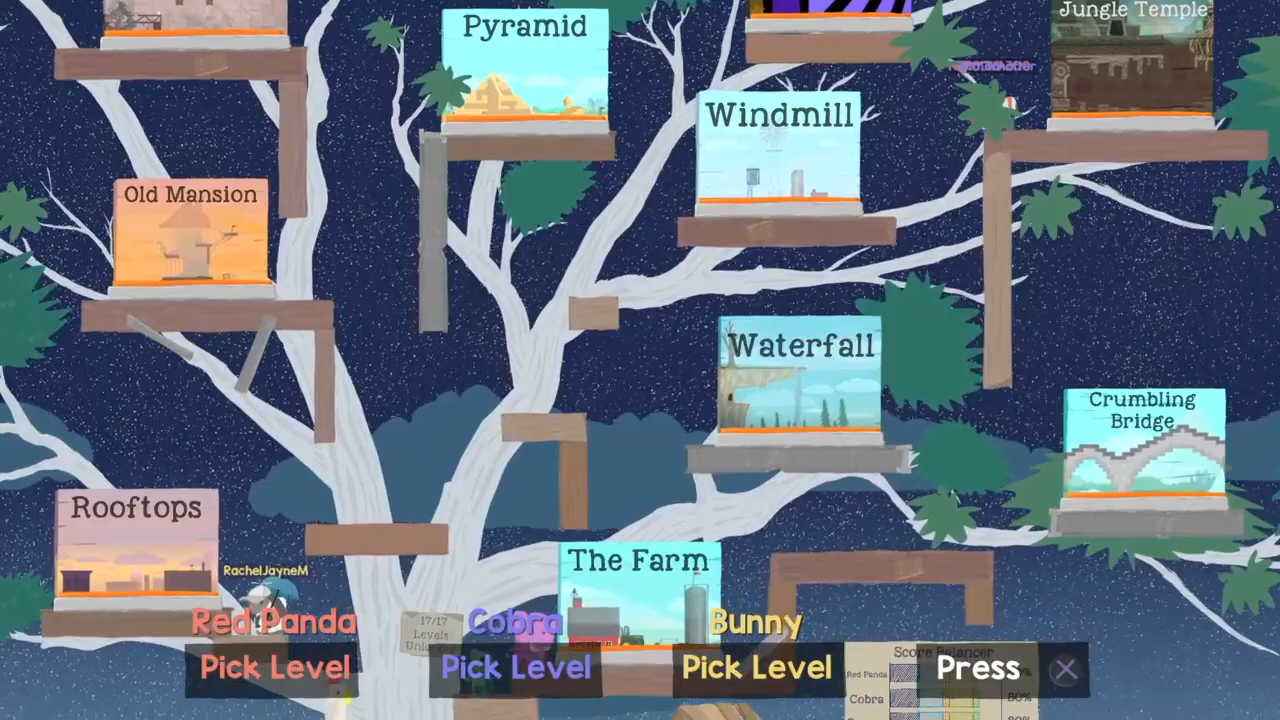 Pyramid
Jungle Temple
Windmill
Old Mansion
Waterfall
Crumbling
Bridge
Rooftops
The Farm
RachelJayneM
17/17
Levels
Red Panda
Cobra
Bunny
Pick Level
Pick Level
Pick Level
Press
Score Balancer
Red Panda
Cobra
80%